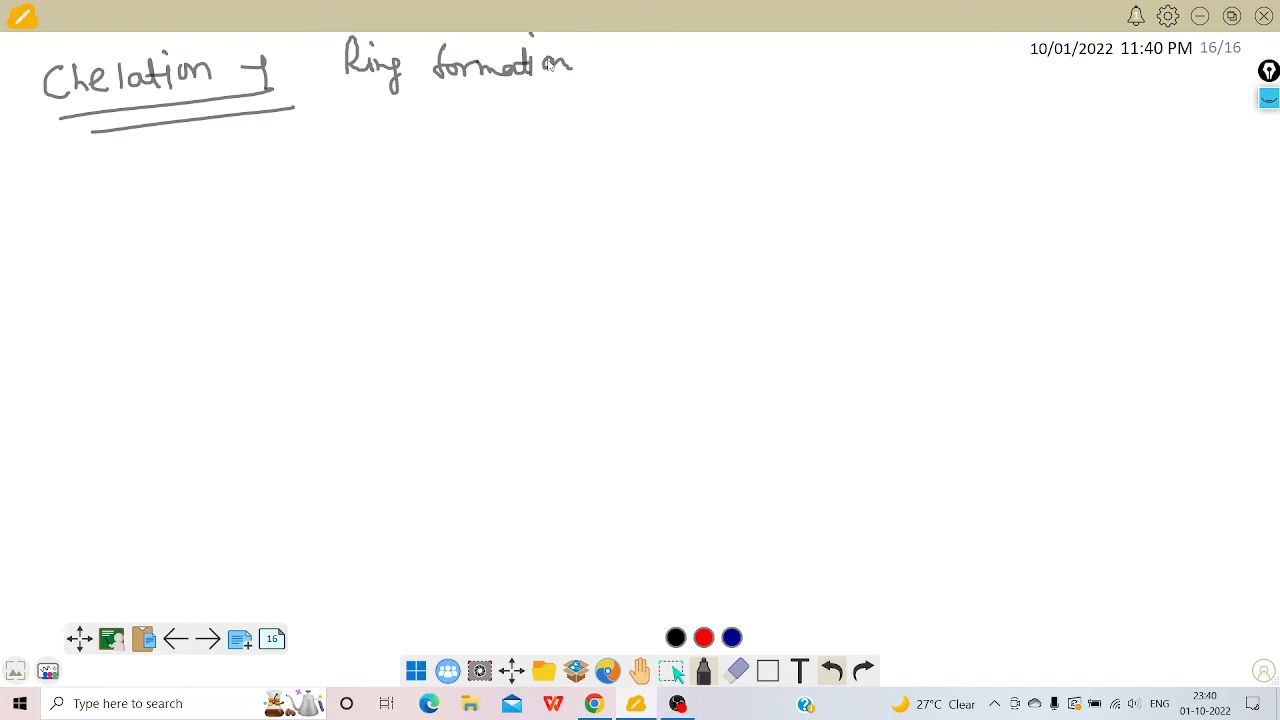 10/01/2022 11:40 PM 16/16
Chelation → Ring formation
16
T
Type here to search
W
27°C Clear
ENG
23:40
01-10-2022